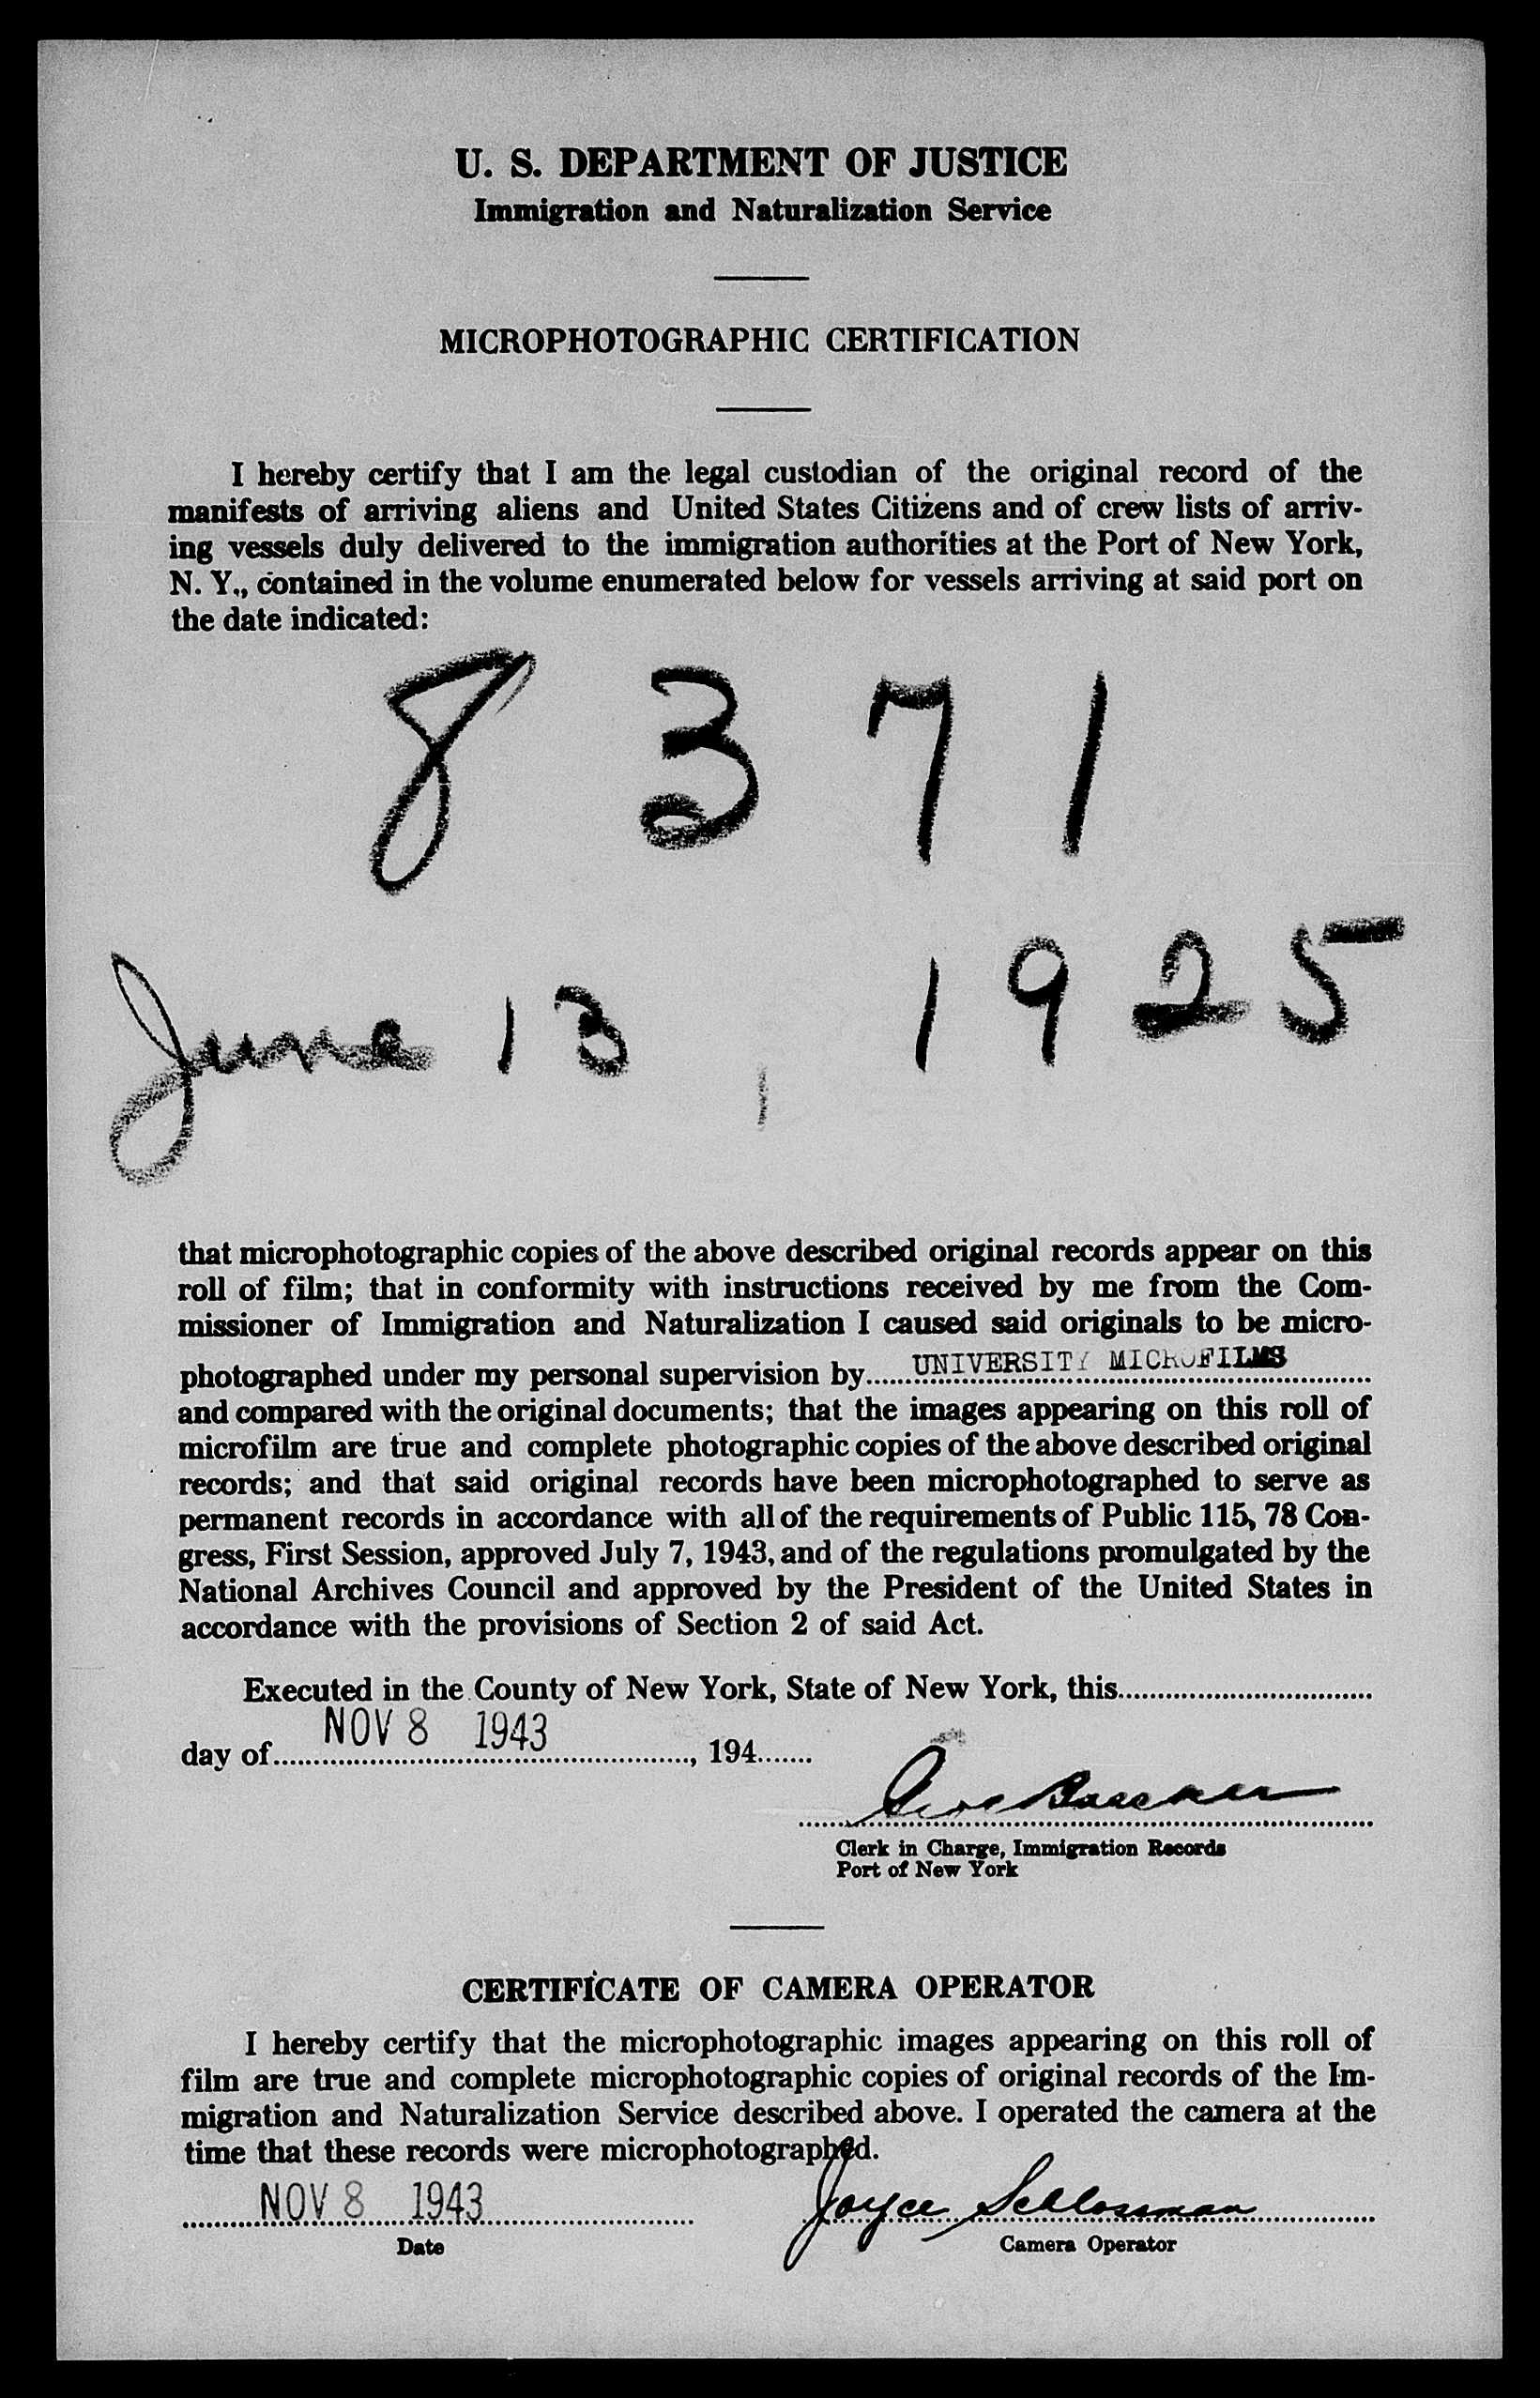 U. S. DEPARTMENT OF JUSTICE
Immigration and Naturalization Service
MICROPHOTOGRAPHIC CERTIFICATION
I hereby certify that I am the legal custodian of the original record of the
manifests of arriving aliens and United States Citizens and of crew lists of arriv-
ing vessels duly delivered to the immigration authorities at the Port of New York,
N. Y., contained in the volume enumerated below for vessels arriving at said port on
the date indicated:
8 3 7 1
June 13, 1925
that microphotographic copies of the above described original records appear on this
roll of film; that in conformity with instructions received by me from the Com-
missioner of Immigration and Naturalization I caused said originals to be micro-
photographed under my personal supervision by UNIVERSITY MICROFILMS
and compared with the original documents; that the images appearing on this roll of
microfilm are true and complete photographic copies of the above described original
records; and that said original records have been microphotographed to serve as
permanent records in accordance with all of the requirements of Public 115, 78 Con-
gress, First Session, approved July 7, 1943, and of the regulations promulgated by the
National Archives Council and approved by the President of the United States in
accordance with the provisions of Section 2 of said Act.
Executed in the County of New York, State of New York, this
day of NOV 8 1943, 194
Clerk in Charge, Immigration Records
Port of New York
CERTIFICATE OF CAMERA OPERATOR
I hereby certify that the microphotographic images appearing on this roll of
film are true and complete microphotographic copies of original records of the Im-
migration and Naturalization Service described above. I operated the camera at the
time that these records were microphotographed.
NOV 8 1943 Joyce Schlossman
Date Camera Operator